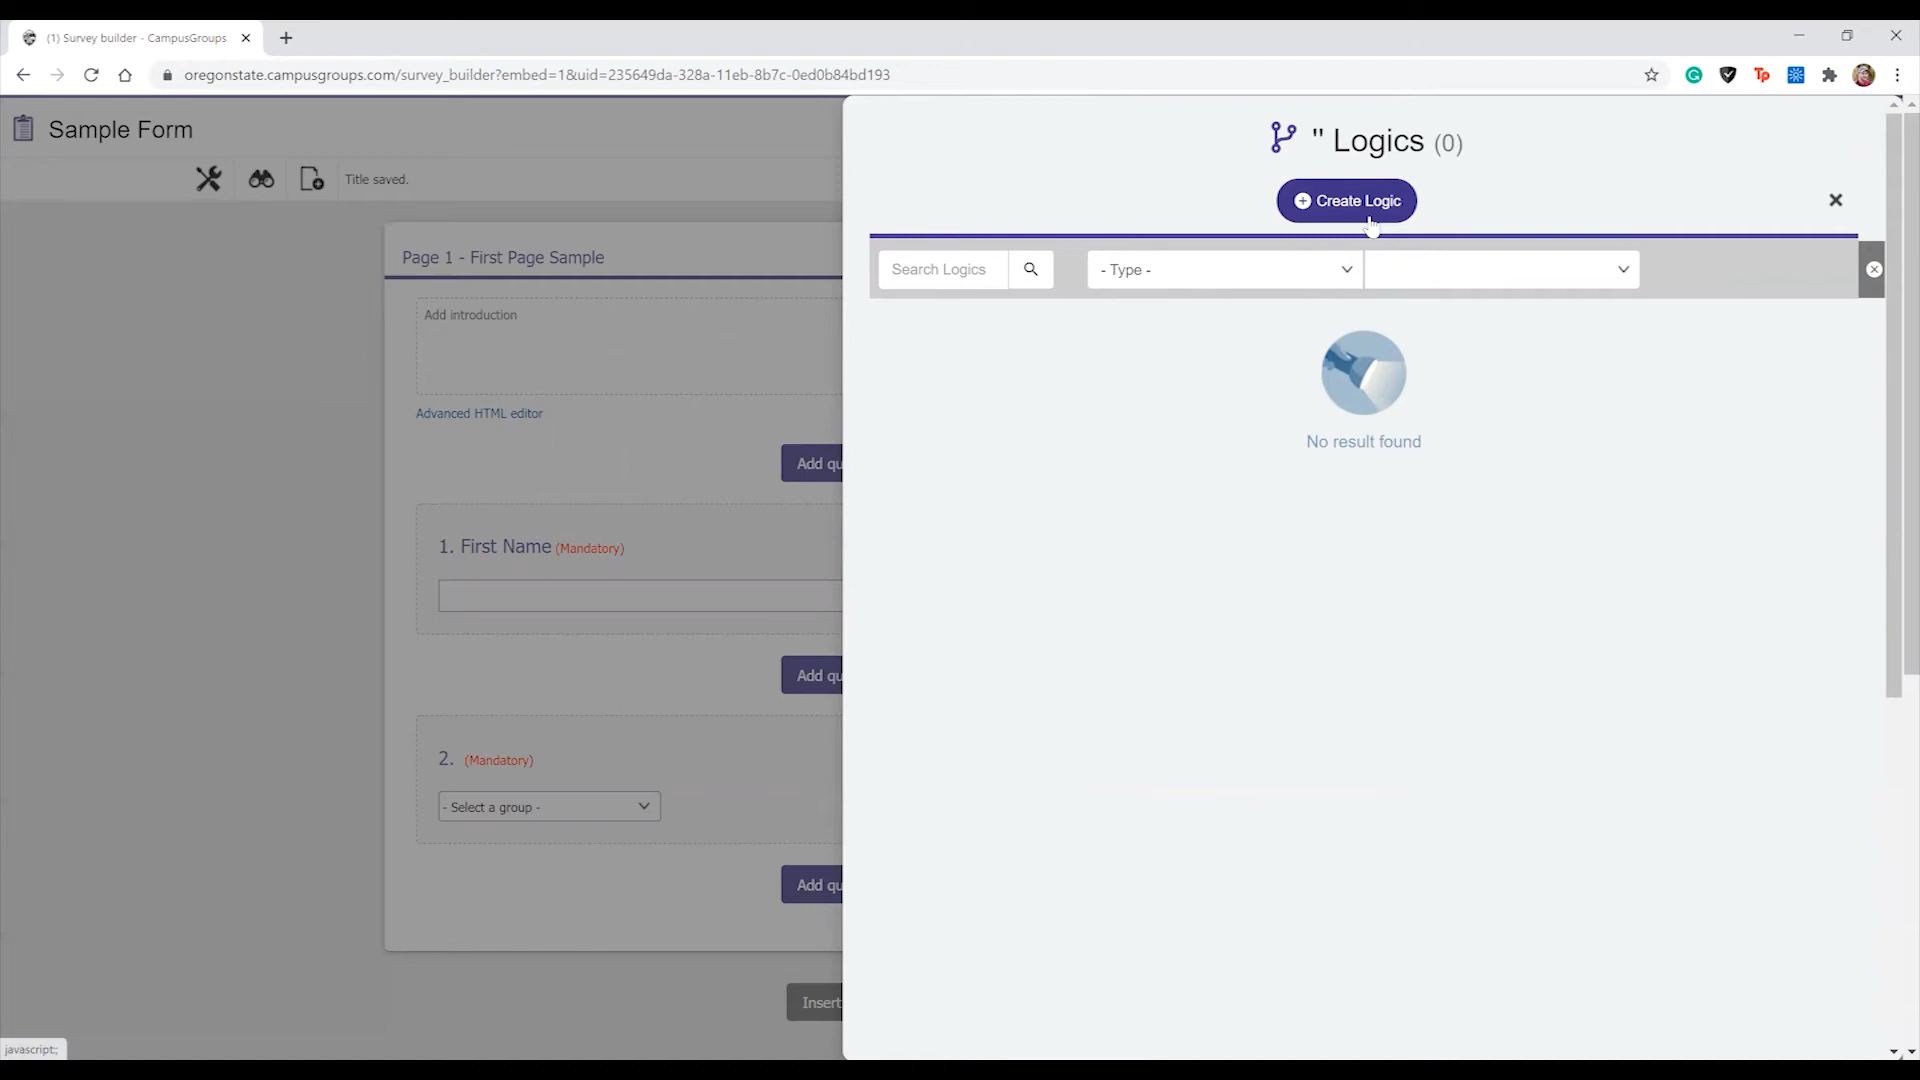 (1) Survey builder - CampusGroups
oregonstate.campusgroups.com/survey_builder?embed=1&uid=235649da-328a-11eb-8b7c-0ed0b84bd193
Tp
Sample Form
Title saved.
Page 1 - First Page Sample
Add introduction
Advanced HTML editor
Add qu
1. First Name (Mandatory)
Add qu
2. (Mandatory)
- Select a group -
Add qu
Insert
javascript:;
" Logics (0)
Create Logic
Search Logics
- Type -
No result found